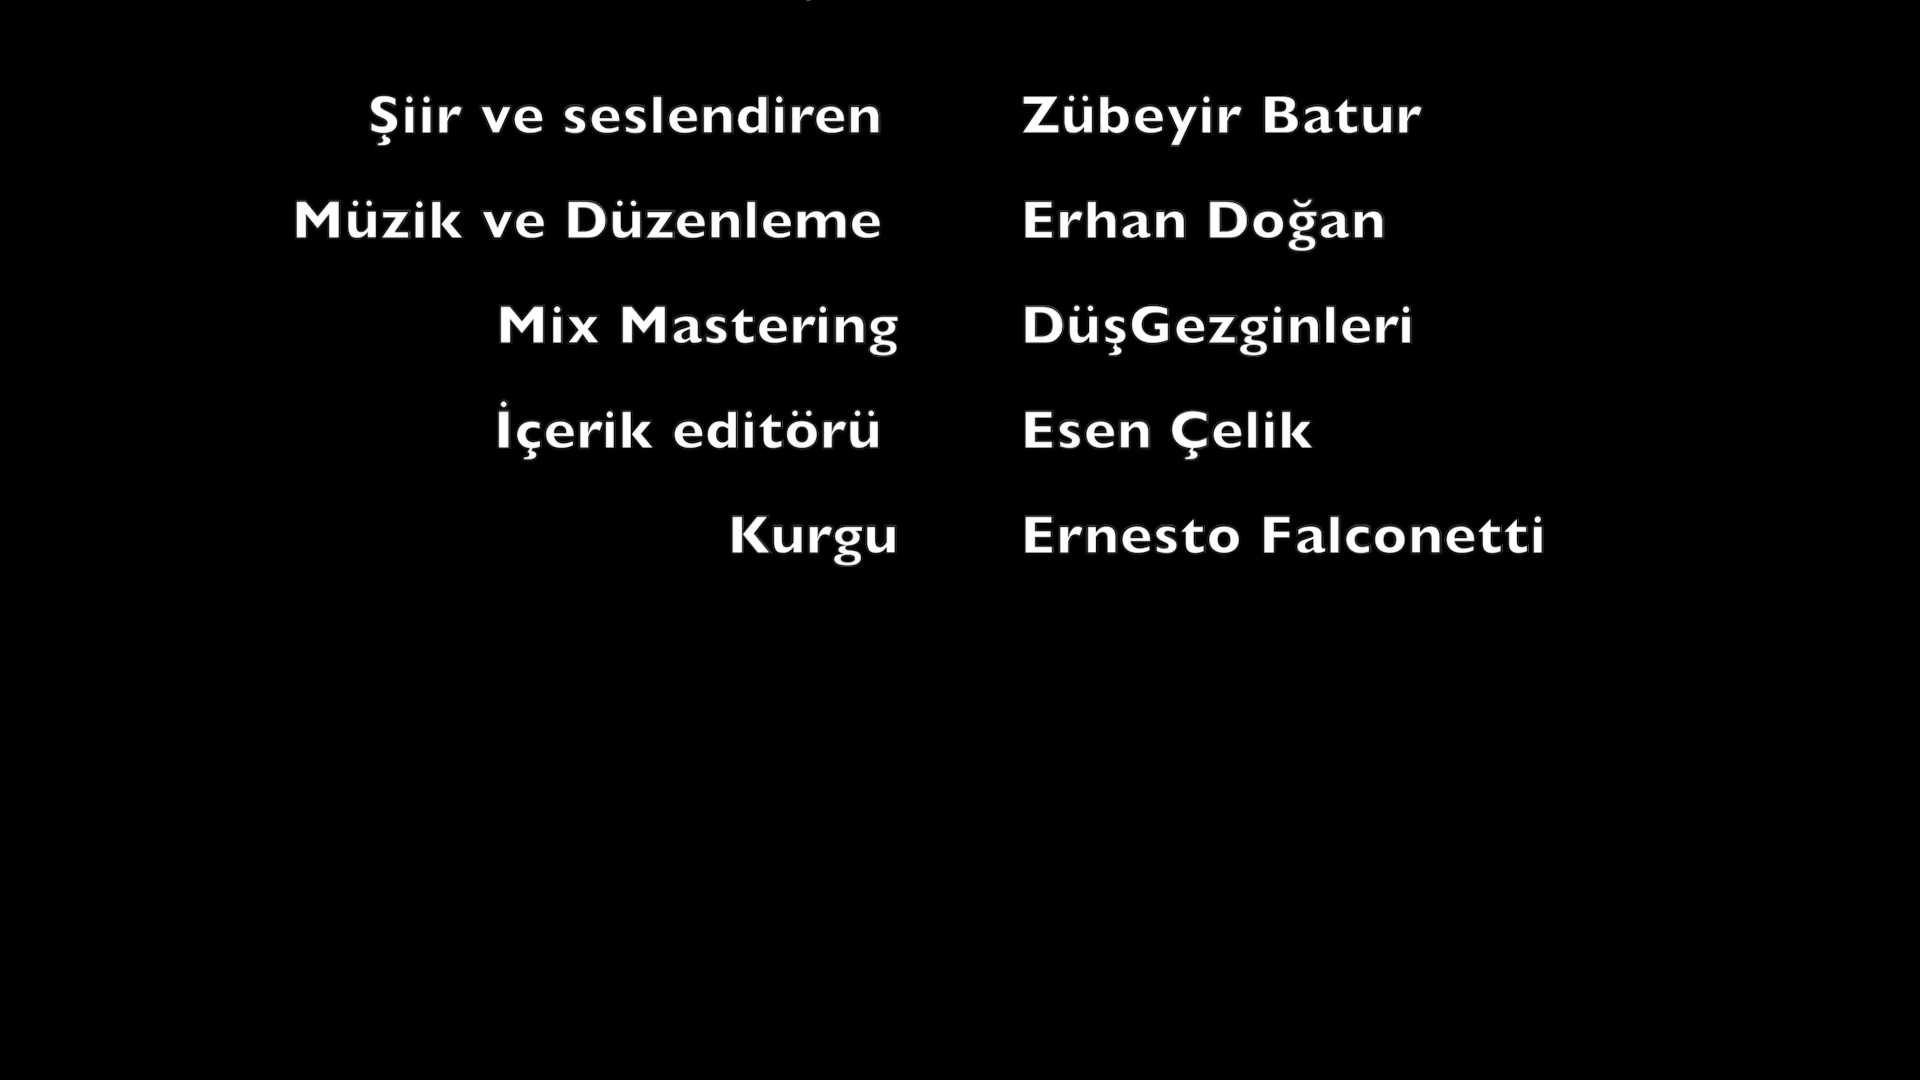 Şiir ve seslendiren Zübeyir Batur
Müzik ve Düzenleme Erhan Doğan
Mix Mastering DüşGezginleri
İçerik editörü Esen Çelik
Kurgu Ernesto Falconetti